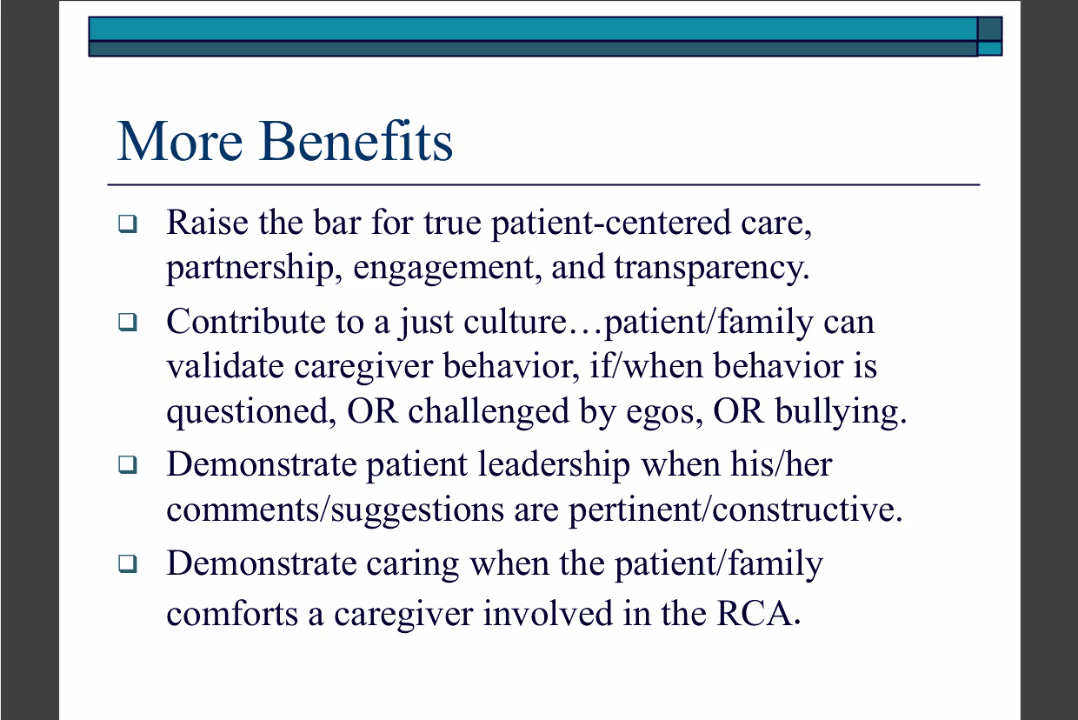 More Benefits
Raise the bar for true patient-centered care,
partnership, engagement, and transparency.
Contribute to a just culture…patient/family can
validate caregiver behavior, if/when behavior is
questioned, OR challenged by egos, OR bullying.
Demonstrate patient leadership when his/her
comments/suggestions are pertinent/constructive.
Demonstrate caring when the patient/family
comforts a caregiver involved in the RCA.